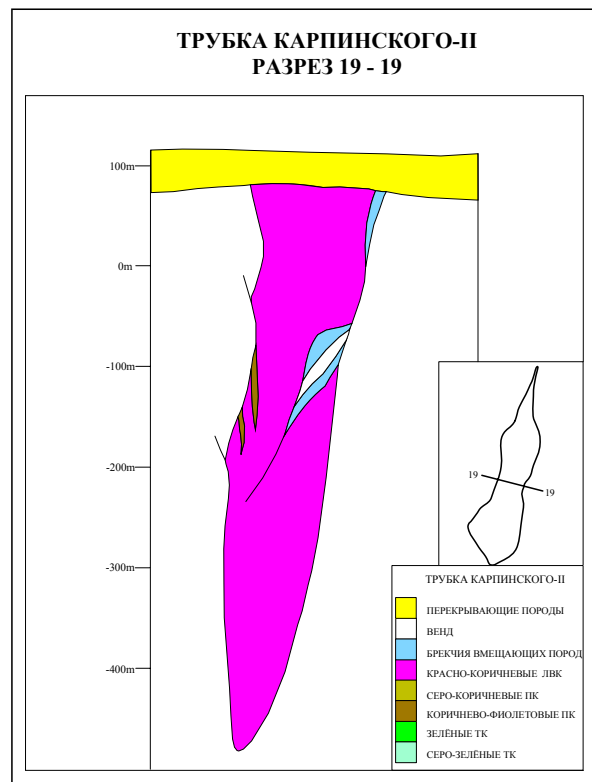 ТРУБКА КАРПИНСКОГО-II
РАЗРЕЗ 19 - 19
100m
0m
-100m
-200m
-300m
-400m
19
19
ТРУБКА КАРПИНСКОГО-II
ПЕРЕКРЫВАЮЩИЕ ПОРОДЫ
ВЕНД
БРЕКЧИЯ ВМЕЩАЮЩИХ ПОРОД
КРАСНО-КОРИЧНЕВЫЕ ЛВК
СЕРО-КОРИЧНЕВЫЕ ПК
КОРИЧНЕВО-ФИОЛЕТОВЫЕ ПК
ЗЕЛЁНЫЕ ТК
СЕРО-ЗЕЛЁНЫЕ ТК